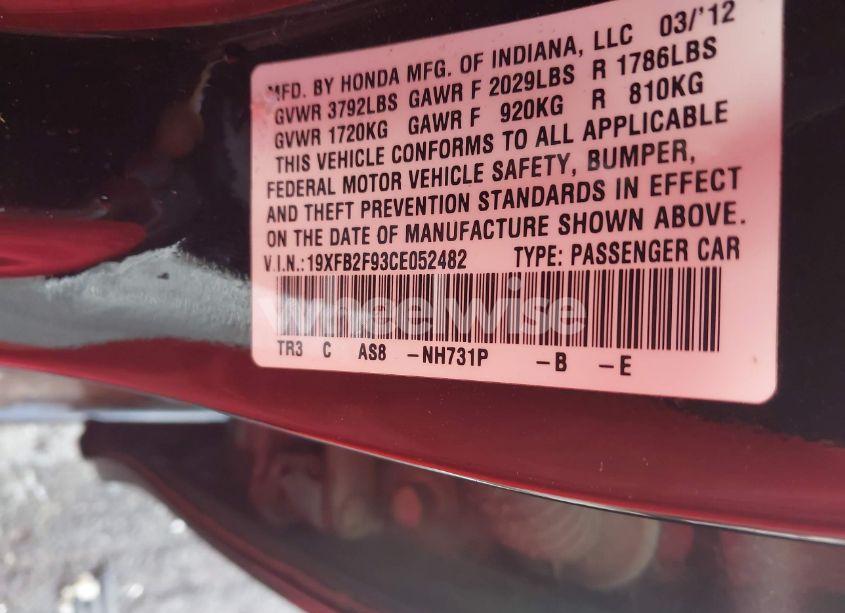 MFD. BY HONDA MFG. OF INDIANA, LLC 03/'12
GVWR 3792LBS GAWR F 2029LBS R 1786LBS
GVWR 1720KG GAWR F 920KG R 810KG
THIS VEHICLE CONFORMS TO ALL APPLICABLE
FEDERAL MOTOR VEHICLE SAFETY, BUMPER,
AND THEFT PREVENTION STANDARDS IN EFFECT
ON THE DATE OF MANUFACTURE SHOWN ABOVE.
V.I.N.: 19XFB2F93CE052482 TYPE: PASSENGER CAR
wheelwise
TR3 C AS8 -NH731P -B -E